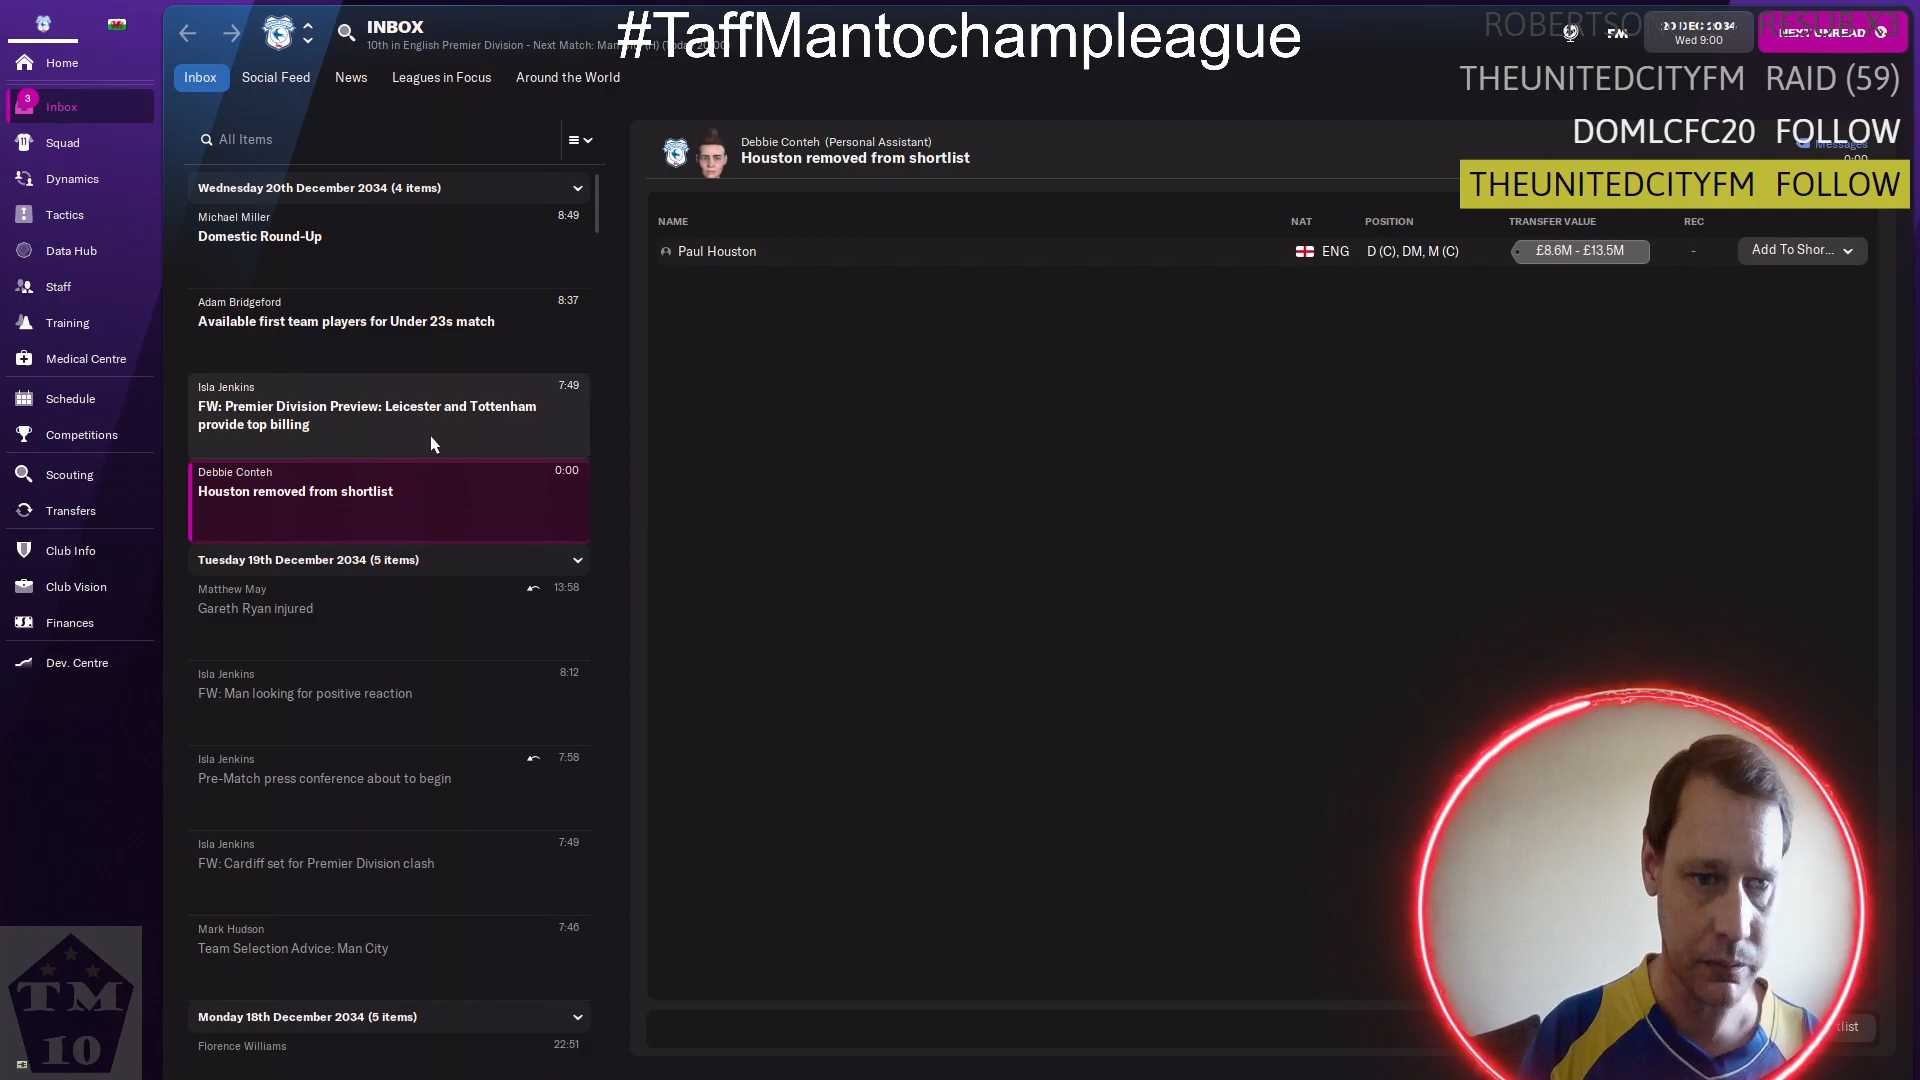 Home
3
Inbox
Squad
Dynamics
Tactics
Data Hub
Staff
Training
Medical Centre
Schedule
Competitions
Scouting
Transfers
Club Info
Club Vision
Finances
Dev. Centre
TM
10
INBOX
10th in English Premier Division - Next Match:
#TaffMantochampleague
Inbox
Social Feed
News
Leagues in Focus
Around the World
20 DEC 2034
Wed 9:00
NEXT UNREAD
THEUNITEDCITYFM RAID (59)
DOMLCFC20 FOLLOW
THEUNITEDCITYFM FOLLOW
All Items
Wednesday 20th December 2034 (4 items)
Michael Miller 8:49
Domestic Round-Up
Adam Bridgeford 8:37
Available first team players for Under 23s match
Isla Jenkins 7:49
FW: Premier Division Preview: Leicester and Tottenham
provide top billing
Debbie Conteh 0:00
Houston removed from shortlist
Tuesday 19th December 2034 (5 items)
Matthew May 13:58
Gareth Ryan injured
Isla Jenkins 8:12
FW: Man looking for positive reaction
Isla Jenkins 7:58
Pre-Match press conference about to begin
Isla Jenkins 7:49
FW: Cardiff set for Premier Division clash
Mark Hudson 7:46
Team Selection Advice: Man City
Monday 18th December 2034 (5 items)
Florence Williams 22:51
Debbie Conteh (Personal Assistant)
Houston removed from shortlist
Messages
NAME NAT POSITION TRANSFER VALUE REC
Paul Houston ENG D (C), DM, M (C) £8.6M - £13.5M - Add To Shor...